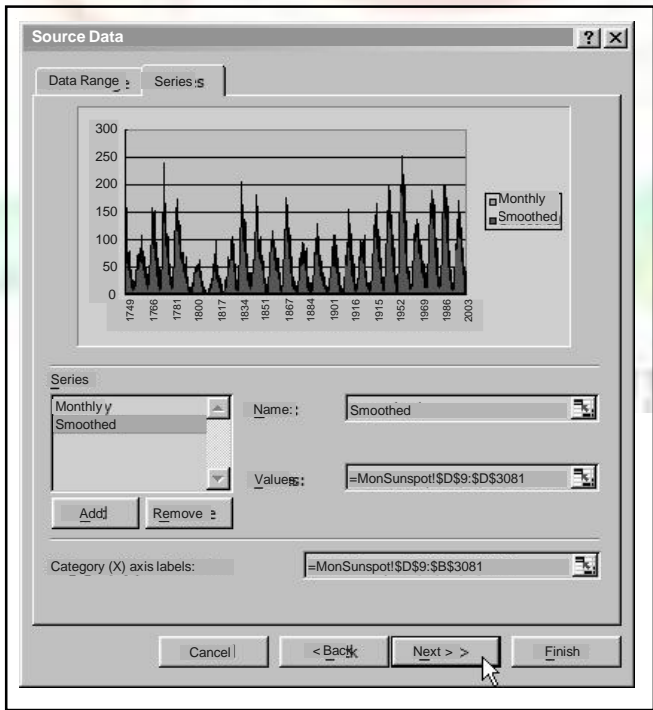 Source Data
? ×
Data Range
Series
300
250
200
150
100
50
0
1749 1766 1781 1800 1817 1834 1851 1867 1884 1901 1916 1915 1952 1969 1986 2003
Monthly
Smoothed
Series
Monthly
Smoothed
Name:
Smoothed
Values:
=MonSunspot!$D$9:$D$3081
Add
Remove
Category (X) axis labels:
=MonSunspot!$D$9:$B$3081
Cancel
< Back
Next >
Finish